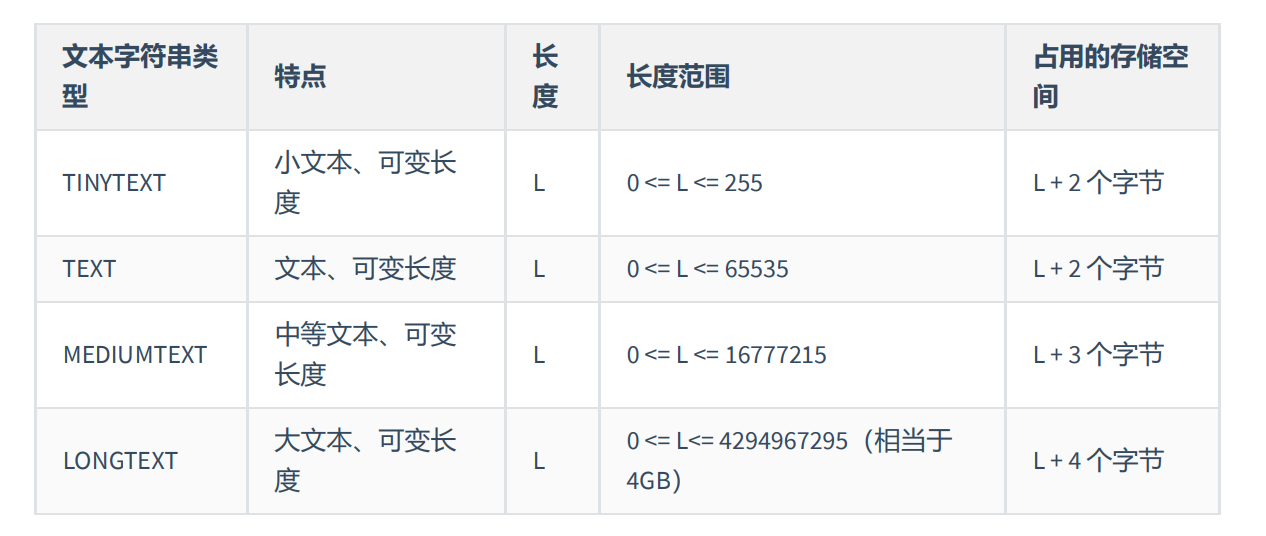 文本字符串类型 特点 长度 长度范围 占用的存储空间
TINYTEXT 小文本、可变长度 L 0 <= L <= 255 L + 2 个字节
TEXT 文本、可变长度 L 0 <= L <= 65535 L + 2 个字节
MEDIUMTEXT 中等文本、可变长度 L 0 <= L <= 16777215 L + 3 个字节
LONGTEXT 大文本、可变长度 L 0 <= L<= 4294967295（相当于4GB） L + 4 个字节